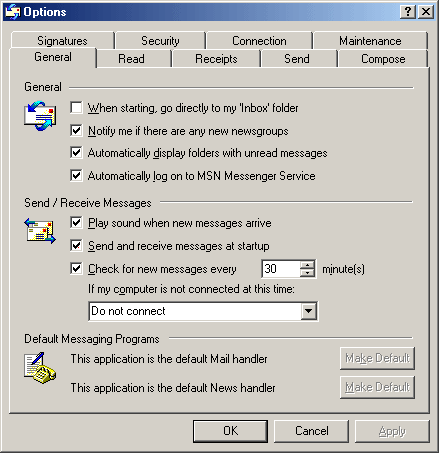 Options
Signatures Security Connection Maintenance
General Read Receipts Send Compose
General
When starting, go directly to my 'Inbox' folder
Notify me if there are any new newsgroups
Automatically display folders with unread messages
Automatically log on to MSN Messenger Service
Send / Receive Messages
Play sound when new messages arrive
Send and receive messages at startup
Check for new messages every 30 minute(s)
If my computer is not connected at this time:
Do not connect
Default Messaging Programs
This application is the default Mail handler Make Default
This application is the default News handler Make Default
OK Cancel Apply